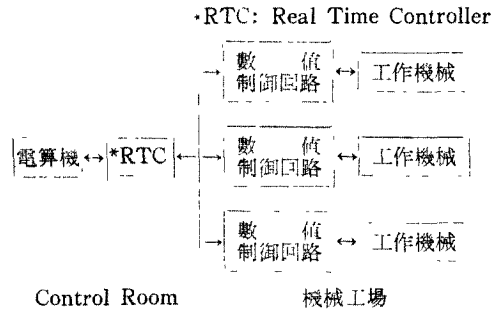 *RTC: Real Time Controller
數 值
制御回路 ↔ 工作機械
電算機 ↔ *RTC ↔ 數 值
制御回路 ↔ 工作機械
數 值
制御回路 ↔ 工作機械
Control Room 機械工場